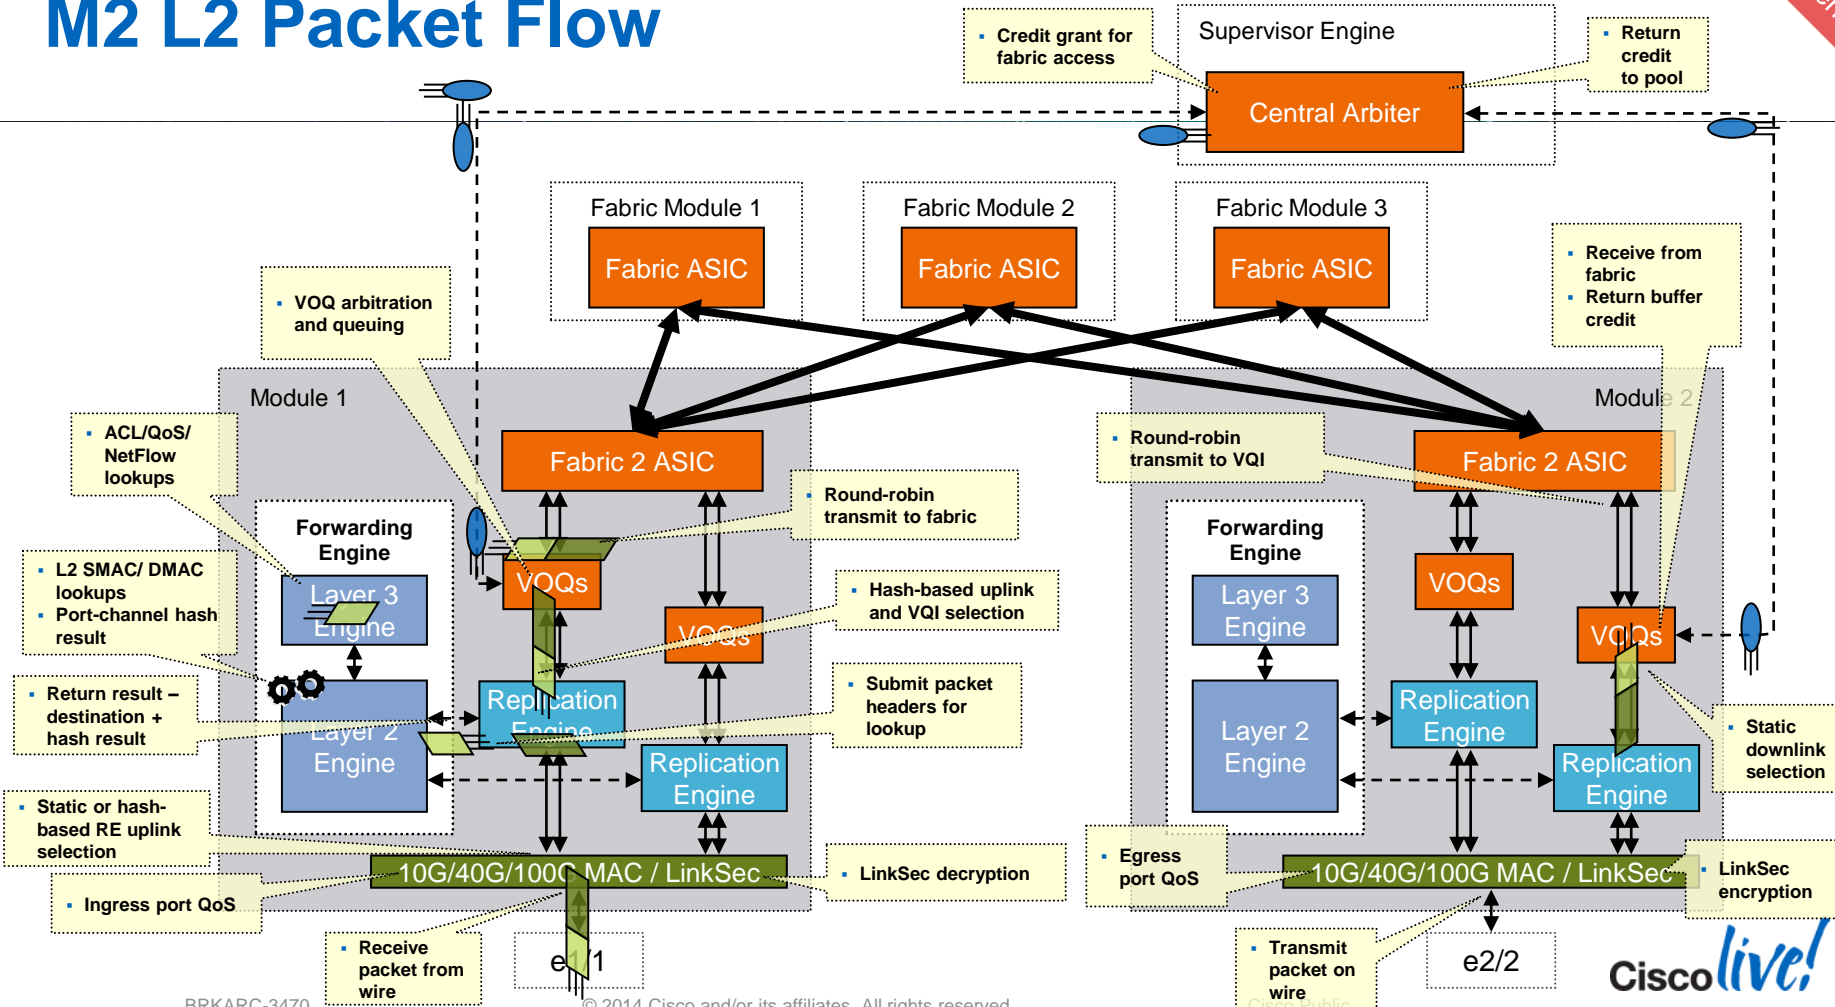 M2 L2 Packet Flow
Credit grant for
fabric access
Supervisor Engine
Return
credit
to pool
Central Arbiter
Fabric Module 1
Fabric Module 2
Fabric Module 3
Fabric ASIC
Fabric ASIC
Fabric ASIC
VOQ arbitration
and queuing
Receive from
fabric
Return buffer
credit
Module 1
Module 2
ACL/QoS/
NetFlow
lookups
Round-robin
transmit to VQI
Fabric 2 ASIC
Fabric 2 ASIC
Round-robin
transmit to fabric
Forwarding
Engine
Forwarding
Engine
L2 SMAC/ DMAC
lookups
Port-channel hash
result
Layer 3
Engine
VOQs
VOQs
Hash-based uplink
and VQI selection
Layer 3
Engine
VOQs
VOQs
Return result –
destination +
hash result
Layer 2
Engine
Replication
Engine
Submit packet
headers for
lookup
Layer 2
Engine
Replication
Engine
Static
downlink
selection
Replication
Engine
Replication
Engine
Static or hash-
based RE uplink
selection
10G/40G/100G MAC / LinkSec
LinkSec decryption
Egress
port QoS
10G/40G/100G MAC / LinkSec
LinkSec
encryption
Ingress port QoS
Receive
packet from
wire
e1/1
Transmit
packet on
wire
e2/2
Cisco live!
BRKARC-3470
© 2014 Cisco and/or its affiliates. All rights reserved.
Cisco Public